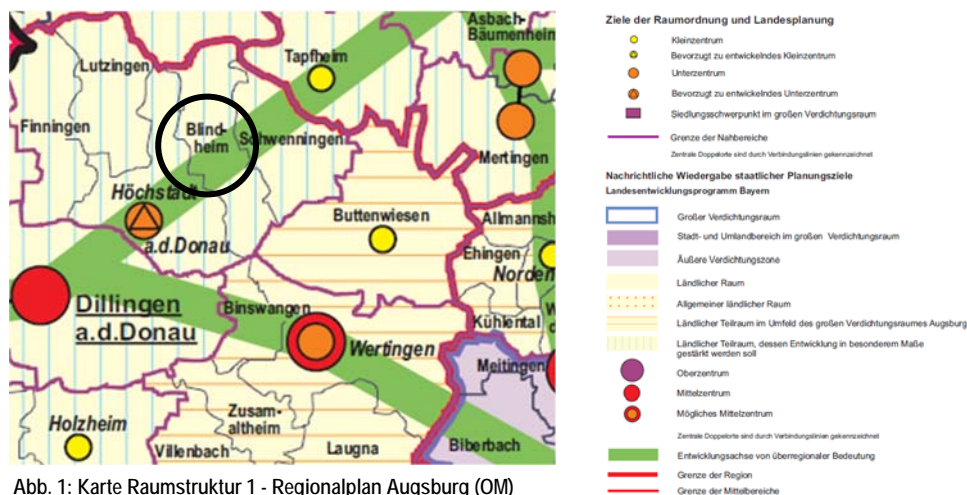 Asbach-
Bäumenheim
Tapfheim
Lutzingen
Finningen
Blind-
heim
Schwenningen
Mertingen
Höchstadt
a.d.Donau
Buttenwiesen
Allmannsh
Ehingen
Norden
Dillingen
a.d.Donau
Binswangen
Kühlental
Wertingen
Meitingen
Holzheim
Zusam-
altheim
Villenbach
Laugna
Biberbach
Abb. 1: Karte Raumstruktur 1 - Regionalplan Augsburg (OM)
Ziele der Raumordnung und Landesplanung
Kleinzentrum
Bevorzugt zu entwickelndes Kleinzentrum
Unterzentrum
Bevorzugt zu entwickelndes Unterzentrum
Siedlungsschwerpunkt im großen Verdichtungsraum
Grenze der Nahbereiche
Zentrale Doppelorte sind durch Verbindungslinien gekennzeichnet
Nachrichtliche Wiedergabe staatlicher Planungsziele
Landesentwicklungsprogramm Bayern
Großer Verdichtungsraum
Stadt- und Umlandbereich im großen Verdichtungsraum
Äußere Verdichtungszone
Ländlicher Raum
Allgemeiner ländlicher Raum
Ländlicher Teilraum im Umfeld des großen Verdichtungsraumes Augsburg
Ländlicher Teilraum, dessen Entwicklung in besonderem Maße
gestärkt werden soll
Oberzentrum
Mittelzentrum
Mögliches Mittelzentrum
Zentrale Doppelorte sind durch Verbindungslinien gekennzeichnet
Entwicklungsachse von überregionaler Bedeutung
Grenze der Region
Grenze der Mittelbereiche